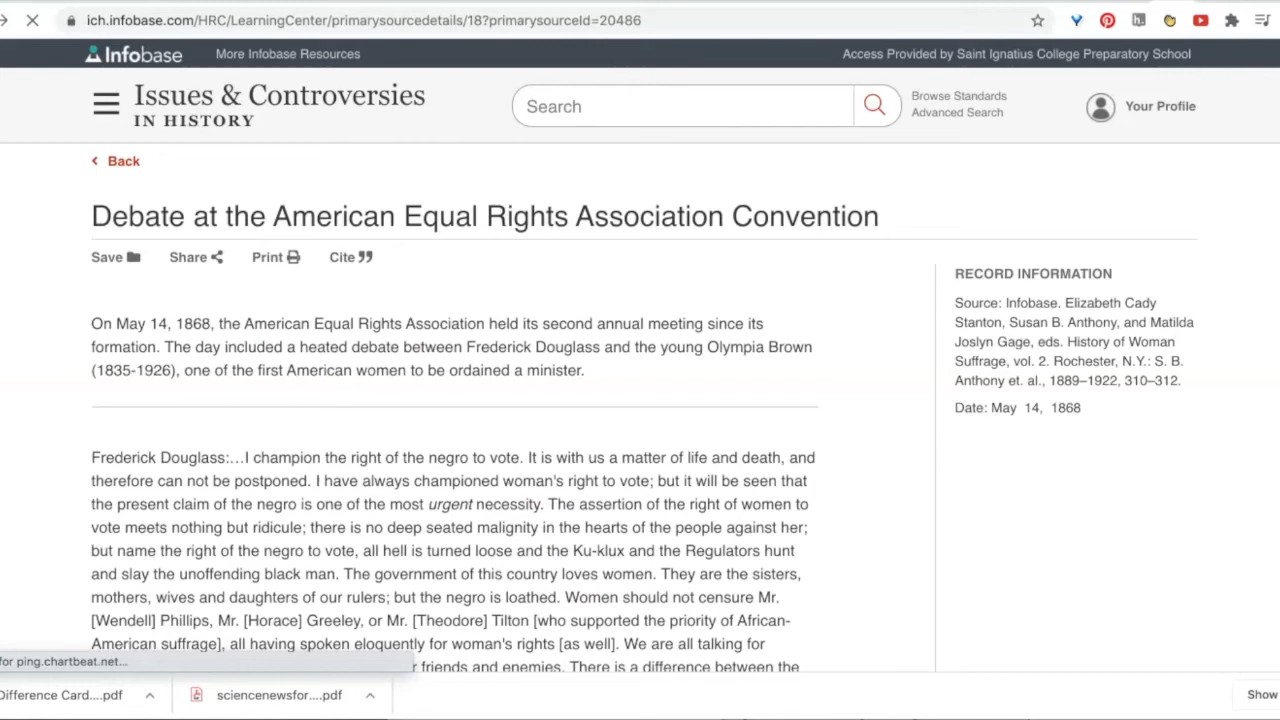 ich.infobase.com/HRC/LearningCenter/primarysourcedetails/18?primarysourceId=20486
Infobase More Infobase Resources Access Provided by Saint Ignatius College Preparatory School
Issues & Controversies
IN HISTORY
Search
Browse Standards
Advanced Search
Your Profile
Back
Debate at the American Equal Rights Association Convention
Save Share Print Cite
RECORD INFORMATION
Source: Infobase. Elizabeth Cady
Stanton, Susan B. Anthony, and Matilda
Joslyn Gage, eds. History of Woman
Suffrage, vol. 2. Rochester, N.Y.: S. B.
Anthony et. al., 1889–1922, 310–312.
Date: May 14, 1868
On May 14, 1868, the American Equal Rights Association held its second annual meeting since its
formation. The day included a heated debate between Frederick Douglass and the young Olympia Brown
(1835-1926), one of the first American women to be ordained a minister.
Frederick Douglass:…I champion the right of the negro to vote. It is with us a matter of life and death, and
therefore can not be postponed. I have always championed woman's right to vote; but it will be seen that
the present claim of the negro is one of the most urgent necessity. The assertion of the right of women to
vote meets nothing but ridicule; there is no deep seated malignity in the hearts of the people against her;
but name the right of the negro to vote, all hell is turned loose and the Ku-klux and the Regulators hunt
and slay the unoffending black man. The government of this country loves women. They are the sisters,
mothers, wives and daughters of our rulers; but the negro is loathed. Women should not censure Mr.
[Wendell] Phillips, Mr. [Horace] Greeley, or Mr. [Theodore] Tilton [who supported the priority of African-
American suffrage], all having spoken eloquently for woman's rights [as well]. We are all talking for
r friends and enemies. There is a difference between the
for ping.chartbeat.net...
Difference Card....pdf sciencenewsfor....pdf Show